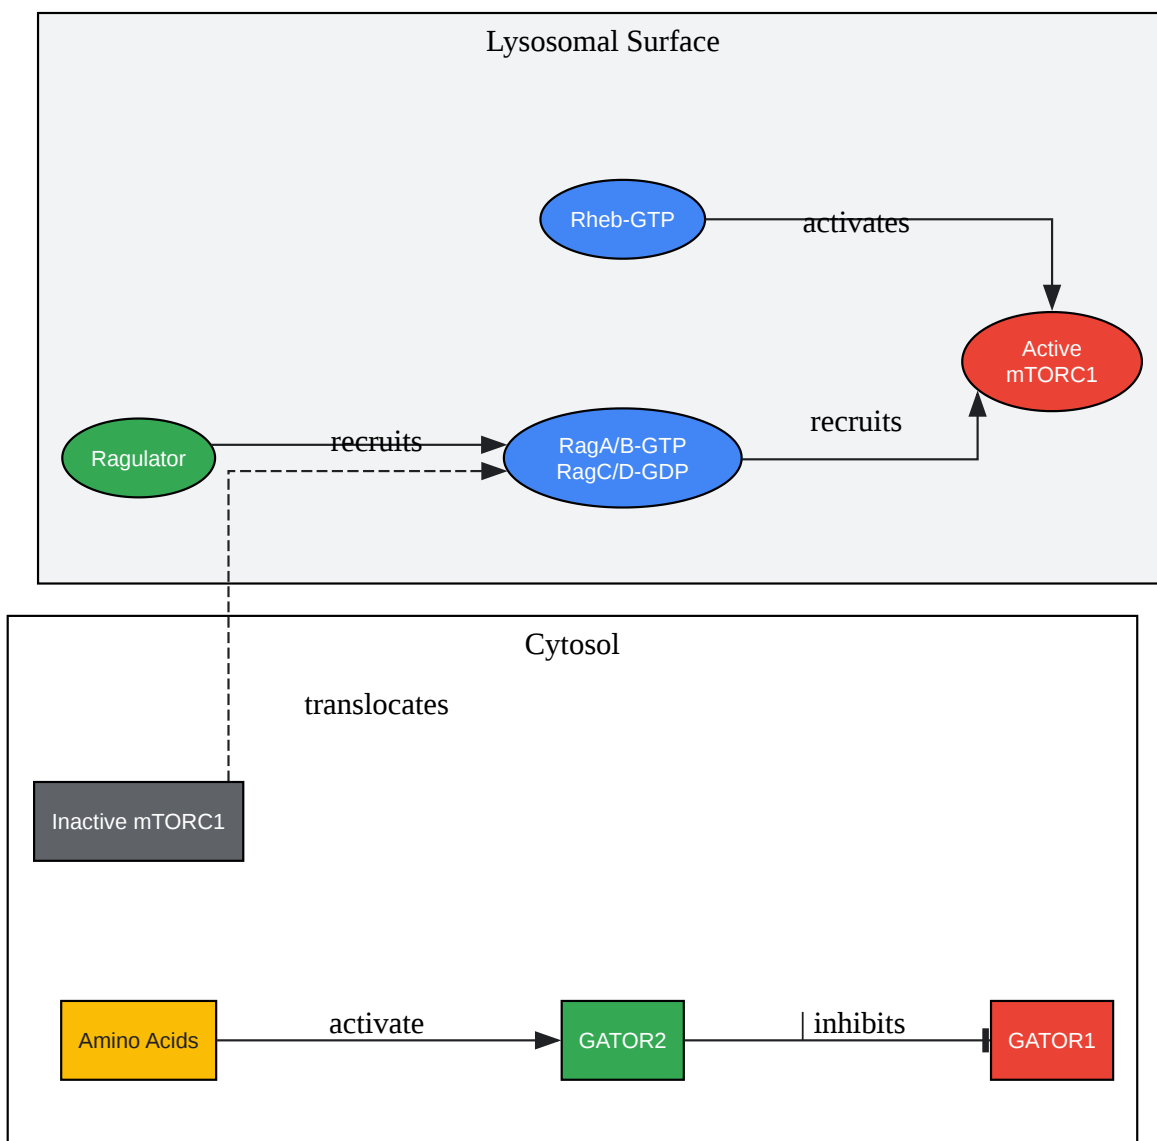 Lysosomal Surface
Rheb-GTP
activates
Active
mTORC1
Ragulator
recruits
RagA/B-GTP
RagC/D-GDP
recruits
Cytosol
translocates
Inactive mTORC1
Amino Acids
activate
GATOR2
| inhibits
GATOR1